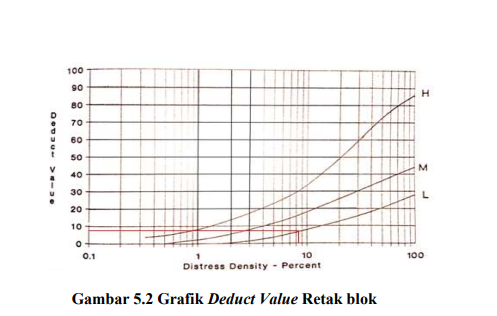 100
90
80
70
60
50
40
30
20
10
0
Deduct Value
H
M
L
0.1
1
10
100
Distress Density - Percent
Gambar 5.2 Grafik Deduct Value Retak blok